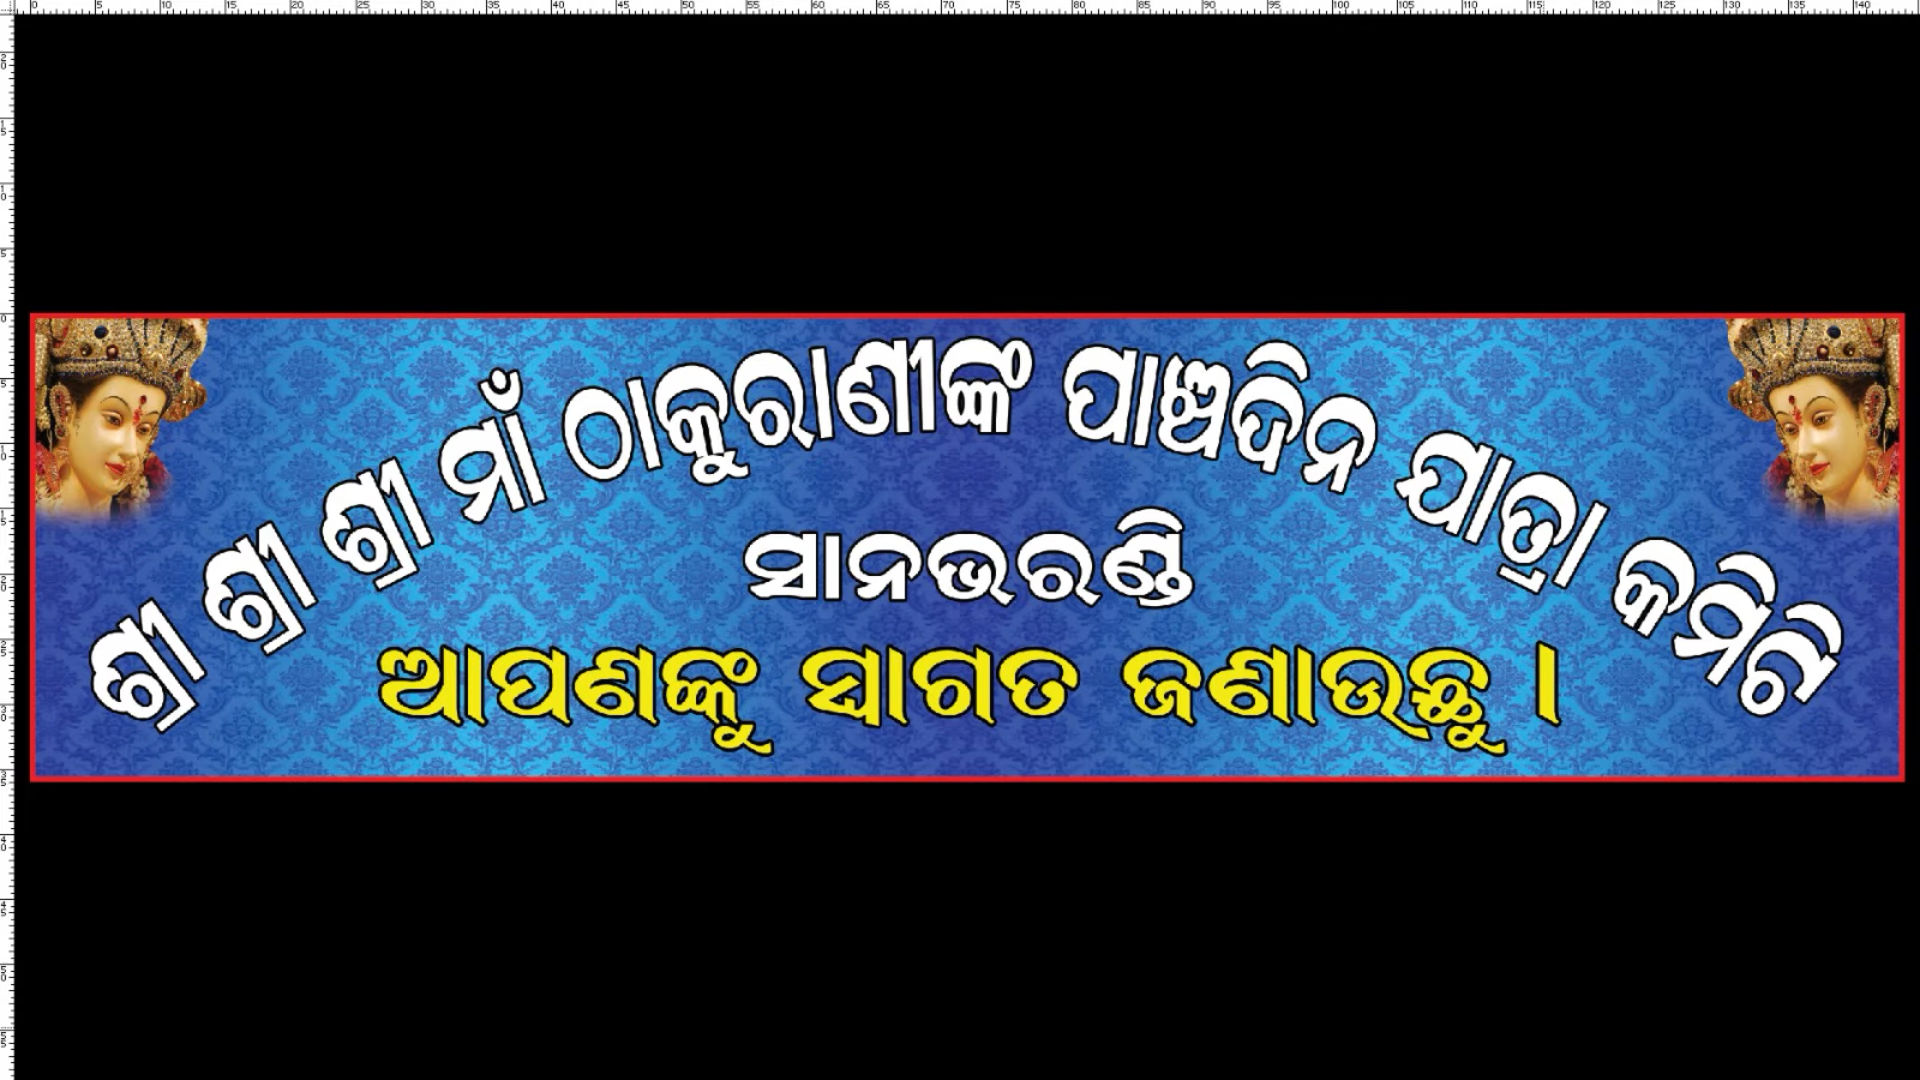 ଶ୍ରୀ ଶ୍ରୀ ଶ୍ରୀ ମାଁ ଠାକୁରାଣୀଙ୍କ ପାଞ୍ଚଦିନ ଯାତ୍ରା କମିଟି
ସାନଭରଣ୍ଡି
ଆପଣଙ୍କୁ ସ୍ଵାଗତ ଜଣାଉଛୁ ।